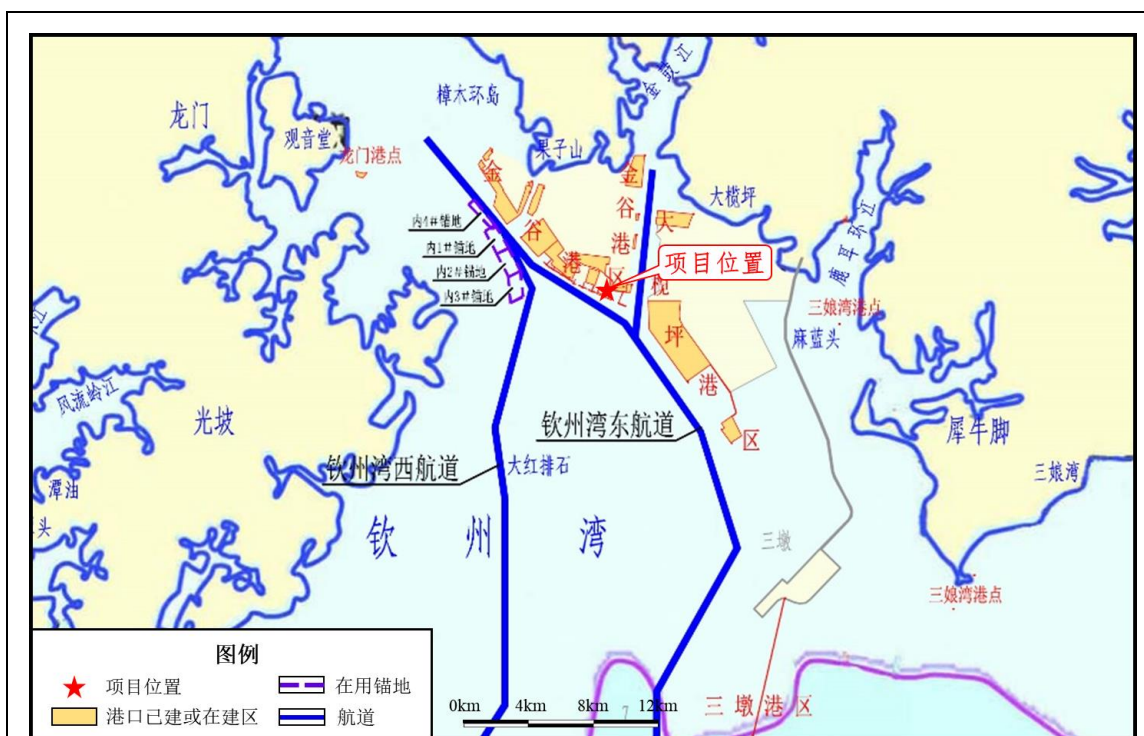 金鼓江
樟木环岛
龙门
观音堂
龙门港点
果子山
金谷港区
金谷港区
大榄坪
大榄坪港区
鹿耳环江
内4#锚地
内1#锚地
内2#锚地
内3#锚地
项目位置
三娘湾港点
麻蓝头
风流岭江
光坡
钦州湾东航道
钦州湾西航道
大红排石
犀牛脚
三娘湾
潭油
头
钦州湾
三墩
三娘湾港点
图例
项目位置
在用锚地
港口已建或在建区
航道
0km 4km 8km 12km
7
三墩港区